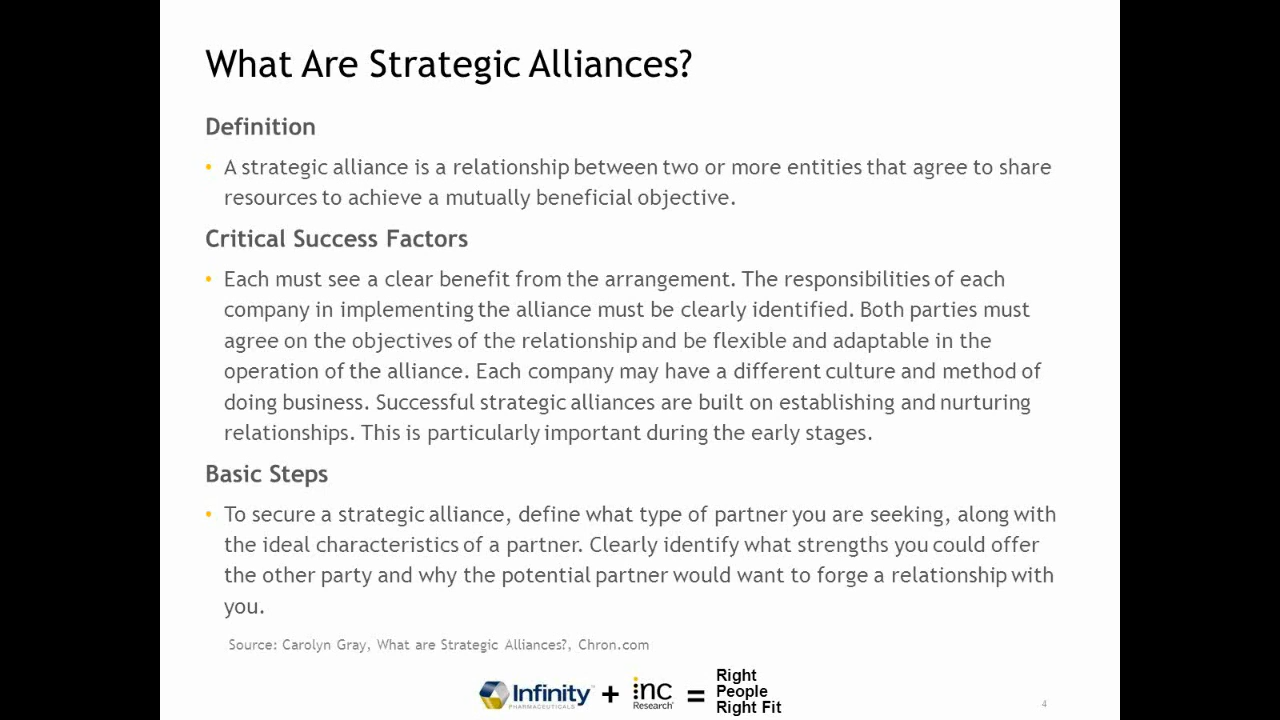 What Are Strategic Alliances?
Definition
• A strategic alliance is a relationship between two or more entities that agree to share
resources to achieve a mutually beneficial objective.
Critical Success Factors
• Each must see a clear benefit from the arrangement. The responsibilities of each
company in implementing the alliance must be clearly identified. Both parties must
agree on the objectives of the relationship and be flexible and adaptable in the
operation of the alliance. Each company may have a different culture and method of
doing business. Successful strategic alliances are built on establishing and nurturing
relationships. This is particularly important during the early stages.
Basic Steps
• To secure a strategic alliance, define what type of partner you are seeking, along with
the ideal characteristics of a partner. Clearly identify what strengths you could offer
the other party and why the potential partner would want to forge a relationship with
you.
Source: Carolyn Gray, What are Strategic Alliances?, Chron.com
Infinity
PHARMACEUTICALS
+
inc
Research
=
Right
People
Right Fit
4